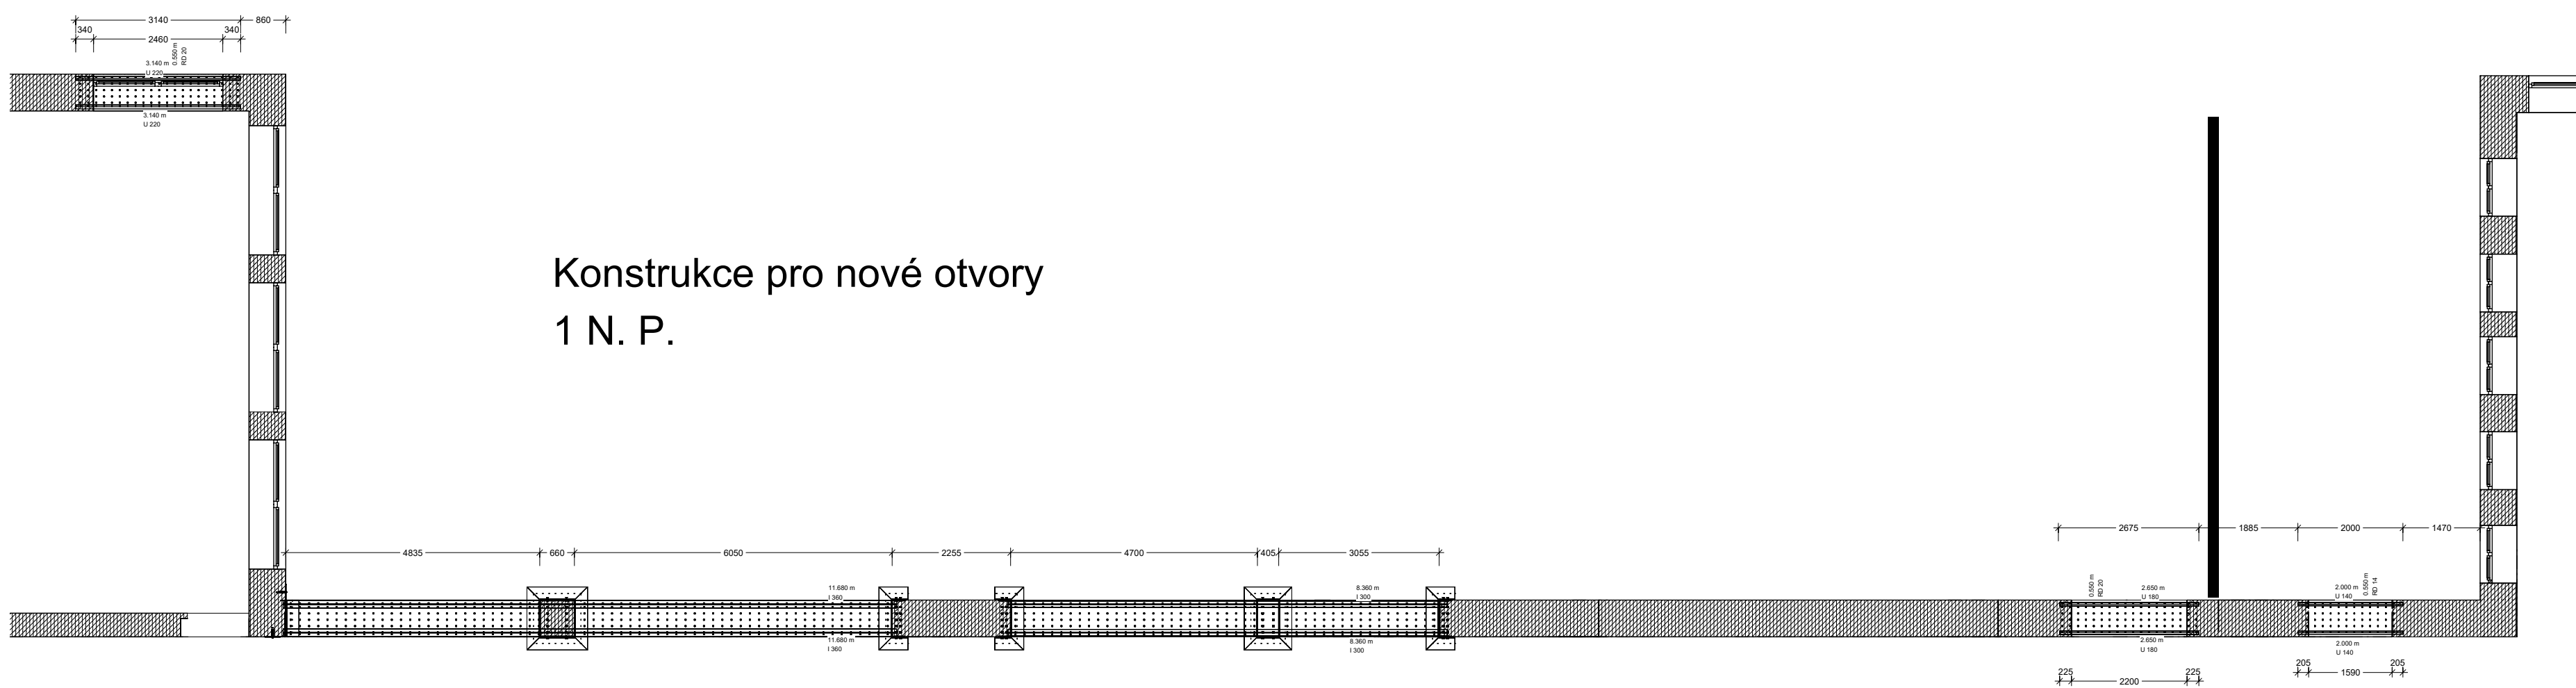 3140
860
340
340
2460
0.550 m
RD 20
3.140 m
U 220
3.140 m
U 220
Konstrukce pro nové otvory
1 N. P.
2675
1885
2000
1470
4835
660
6050
2255
4700
405
3055
0.550 m
RD 20
0.550 m
RD 14
11.680 m
I 360
8.360 m
I 300
2.650 m
U 180
2.000 m
U 140
11.680 m
I 360
8.360 m
I 300
2.650 m
U 180
2.000 m
U 140
225
225
2200
205
205
1590